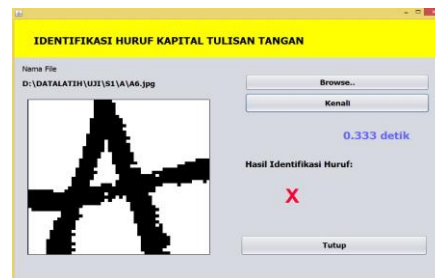 IDENTIFIKASI HURUF KAPITAL TULISAN TANGAN
Nama File
D:\DATALATIH\UJI\S1\A\A6.jpg
Browse..
Kenali
0.333 detik
Hasil Identifikasi Huruf:
X
A
Tutup